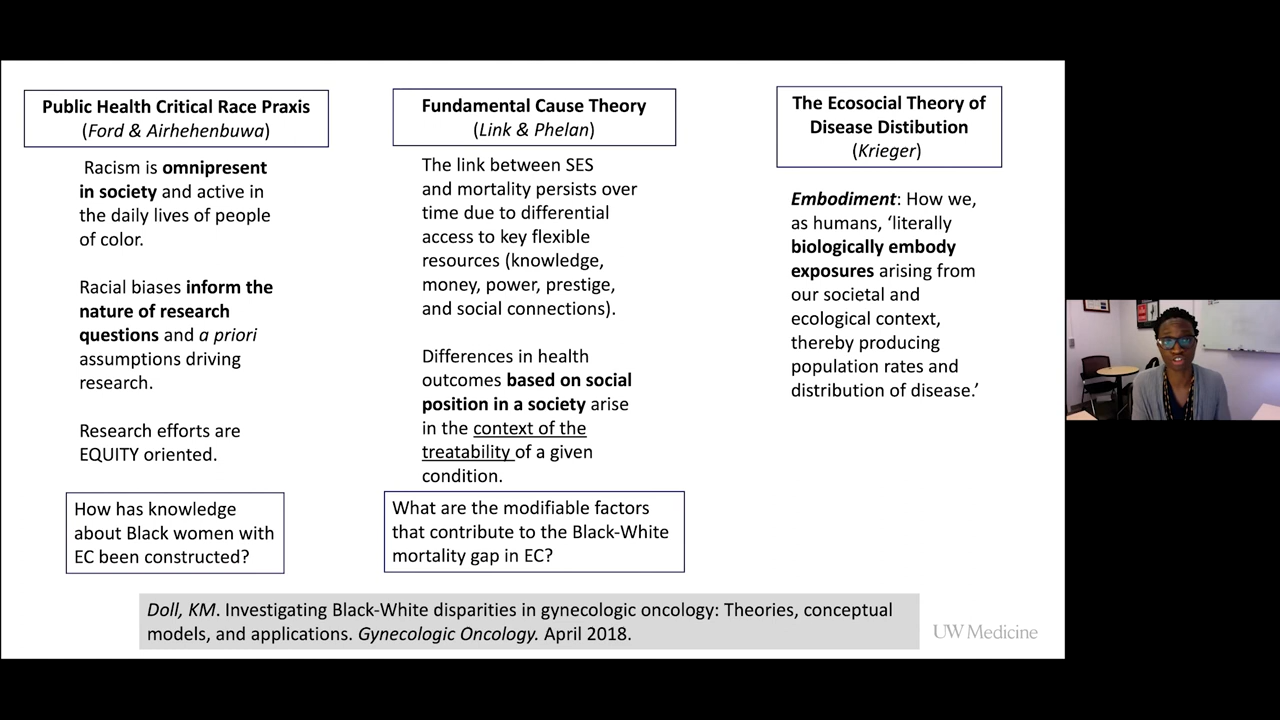 Public Health Critical Race Praxis
(Ford & Airhehenbuwa)
Racism is omnipresent
in society and active in
the daily lives of people
of color.
Racial biases inform the
nature of research
questions and a priori
assumptions driving
research.
Research efforts are
EQUITY oriented.
How has knowledge
about Black women with
EC been constructed?
Fundamental Cause Theory
(Link & Phelan)
The link between SES
and mortality persists over
time due to differential
access to key flexible
resources (knowledge,
money, power, prestige,
and social connections).
Differences in health
outcomes based on social
position in a society arise
in the context of the
treatability of a given
condition.
What are the modifiable factors
that contribute to the Black-White
mortality gap in EC?
The Ecosocial Theory of
Disease Distibution
(Krieger)
Embodiment: How we,
as humans, ‘literally
biologically embody
exposures arising from
our societal and
ecological context,
thereby producing
population rates and
distribution of disease.’
Doll, KM. Investigating Black-White disparities in gynecologic oncology: Theories, conceptual
models, and applications. Gynecologic Oncology. April 2018.
UW Medicine